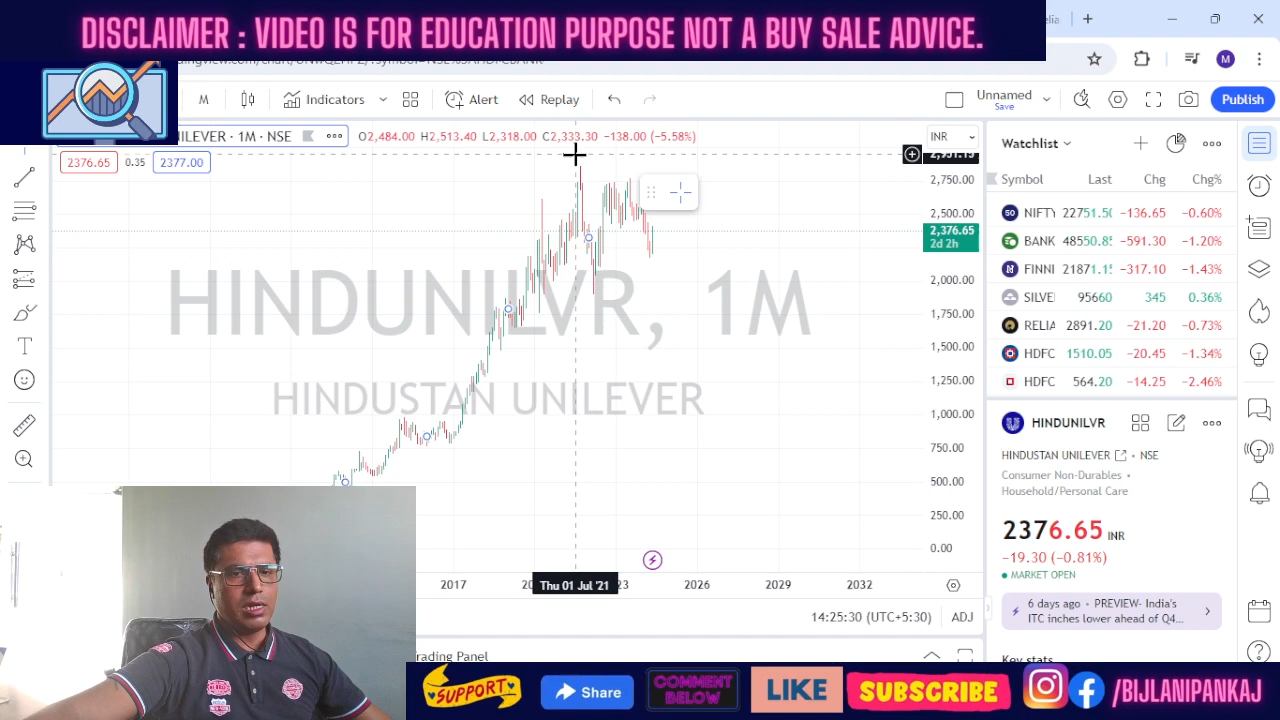 DISCLAIMER : VIDEO IS FOR EDUCATION PURPOSE NOT A BUY SALE ADVICE.
M Indicators Alert Replay Unnamed Save Publish
UNILEVER · 1M · NSE O2,484.00 H2,513.40 L2,318.00 C2,333.30 −138.00 (−5.58%) INR
2376.65 0.35 2377.00
2,750.00
2,500.00
2,376.65
2d 2h
2,000.00
1,750.00
1,500.00
1,250.00
1,000.00
750.00
500.00
250.00
0.00
HINDUNILVR, 1M
HINDUSTAN UNILEVER
2017 Thu 01 Jul '21 23 2026 2029 2032
14:25:30 (UTC+5:30) ADJ
rading Panel
Watchlist
Symbol Last Chg Chg%
NIFTY 22751.50 −136.65 −0.60%
BANK 48550.85 −591.30 −1.20%
FINNI 21871.15 −317.10 −1.43%
SILVE 95660 345 0.36%
RELIA 2891.20 −21.20 −0.73%
HDFC 1510.05 −20.45 −1.34%
HDFC 564.20 −14.25 −2.46%
HINDUNILVR
HINDUSTAN UNILEVER • NSE
Consumer Non-Durables •
Household/Personal Care
2376.65 INR
−19.30 (−0.81%)
MARKET OPEN
6 days ago • PREVIEW- India's
ITC inches lower ahead of Q4...
Key stats
SUPPORT Share COMMENT BELOW LIKE SUBSCRIBE /AJLANIPANKAJ